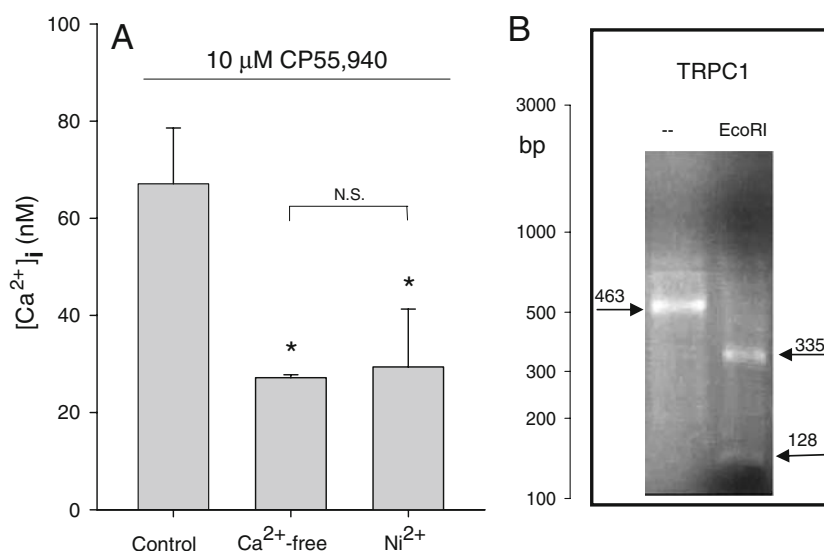 A
10 µM CP55,940
100
80
60
40
20
0
[Ca²⁺]i (nM)
N.S.
*
*
Control
Ca²⁺-free
Ni²⁺
B
TRPC1
-- EcoRI
bp
3000
1000
500
300
200
100
463
335
128